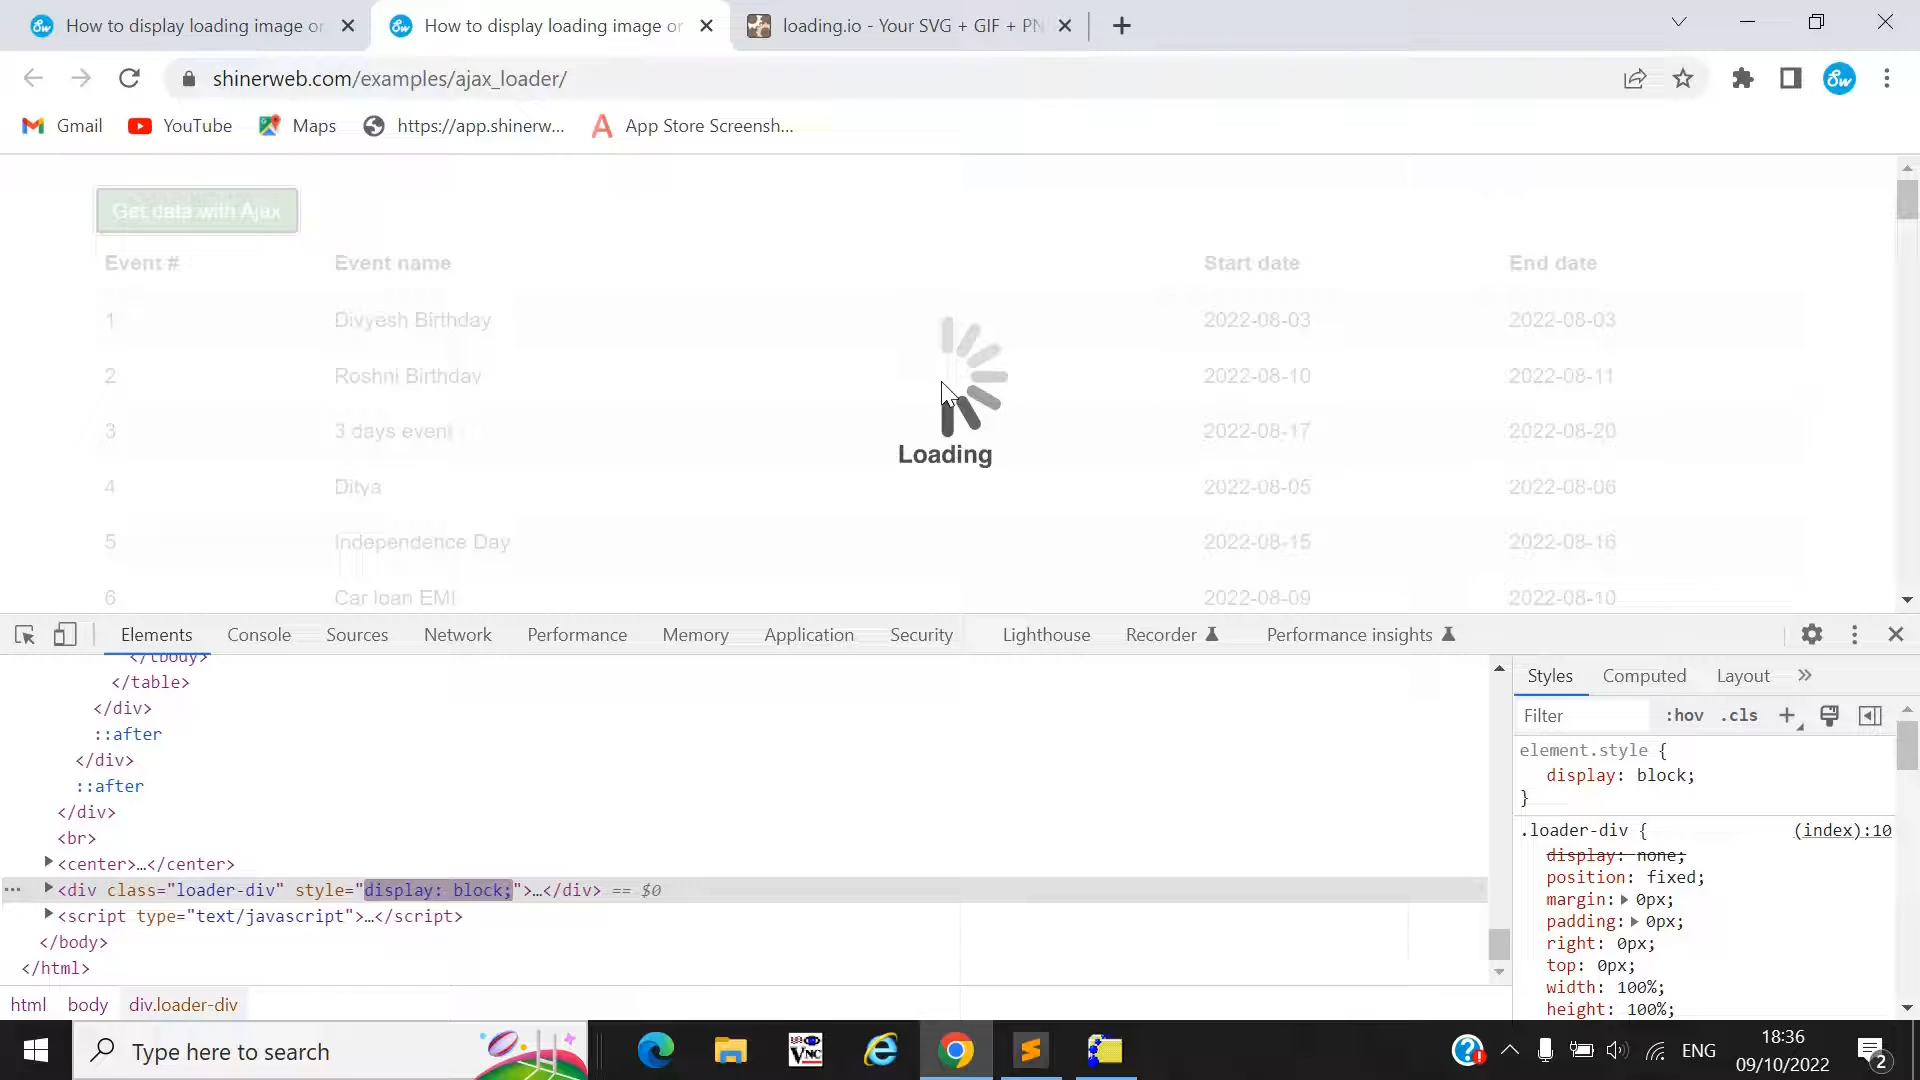 How to display loading image or
How to display loading image or
loading.io - Your SVG + GIF + PN
shinerweb.com/examples/ajax_loader/
Sw
Gmail
YouTube
Maps
https://app.shinerw...
App Store Screensh...
Get data with Ajax
Event # Event name Start date End date
1 Divyesh Birthday 2022-08-03 2022-08-03
2 Roshni Birthday 2022-08-10 2022-08-11
3 3 days event 2022-08-17 2022-08-20
4 Ditya 2022-08-05 2022-08-06
5 Independence Day 2022-08-15 2022-08-16
6 Car loan EMI 2022-08-09 2022-08-10
Loading
Elements Console Sources Network Performance Memory Application Security Lighthouse Recorder Performance insights
</tbody>
</table>
</div>
::after
</div>
::after
</div>
<br>
<center>…</center>
<div class="loader-div" style="display: block;">…</div> == $0
<script type="text/javascript">…</script>
</body>
</html>
html body div.loader-div
Styles Computed Layout
Filter :hov .cls
element.style {
display: block;
}
.loader-div { (index):10
display: none;
position: fixed;
margin: 0px;
padding: 0px;
right: 0px;
top: 0px;
width: 100%;
height: 100%;
Type here to search
VNC
ENG
18:36
09/10/2022
2